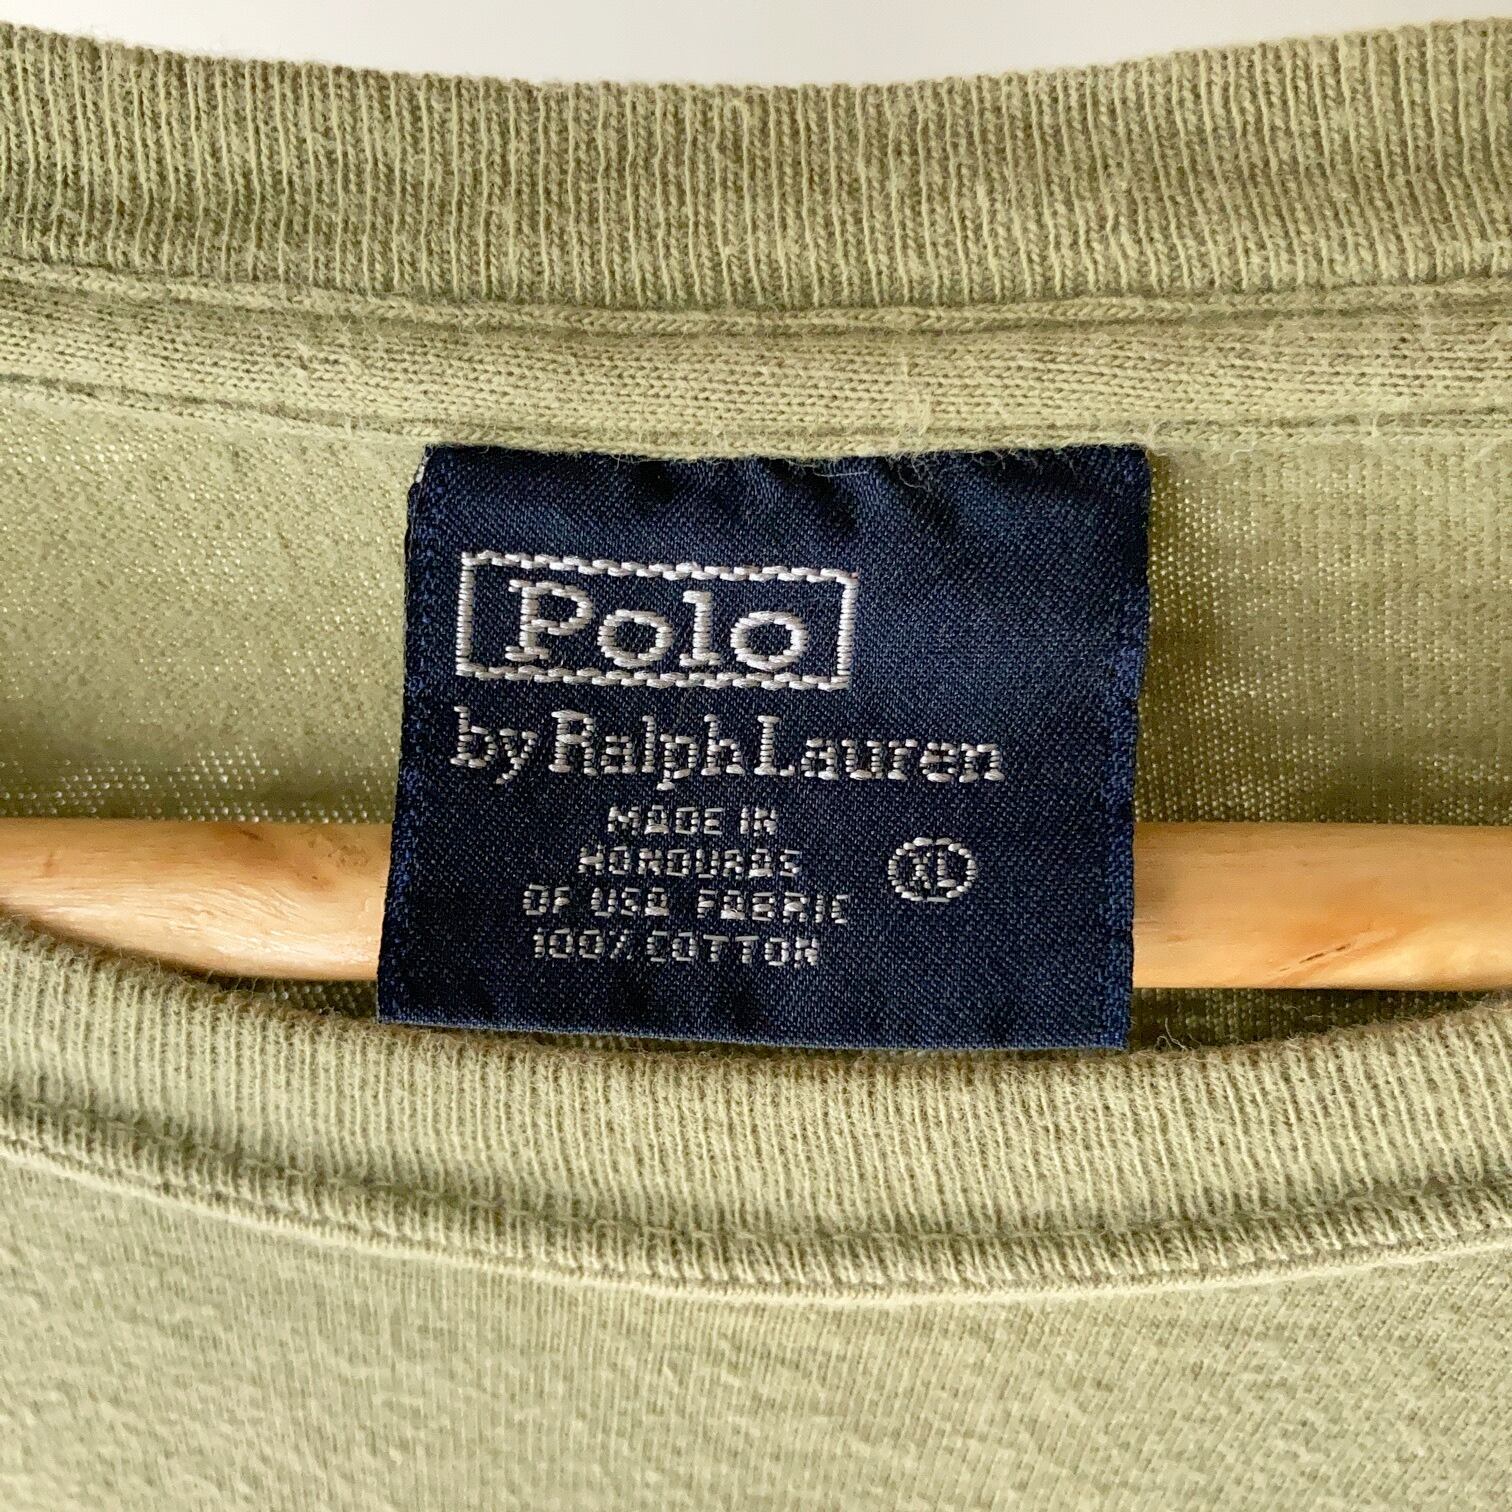 Polo
by Ralph Lauren
MADE IN
HONDURAS
OF USA FABRIC
100% COTTON
XL